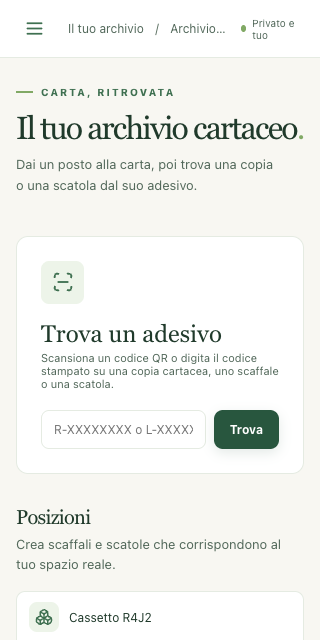 Il tuo archivio / Archivio... Privato e tuo
CARTA, RITROVATA
Il tuo archivio cartaceo.
Dai un posto alla carta, poi trova una copia
o una scatola dal suo adesivo.
Trova un adesivo
Scansiona un codice QR o digita il codice
stampato su una copia cartacea, uno scaffale
o una scatola.
R-XXXXXXXX o L-XXXX
Trova
Posizioni
Crea scaffali e scatole che corrispondono al
tuo spazio reale.
Cassetto R4J2